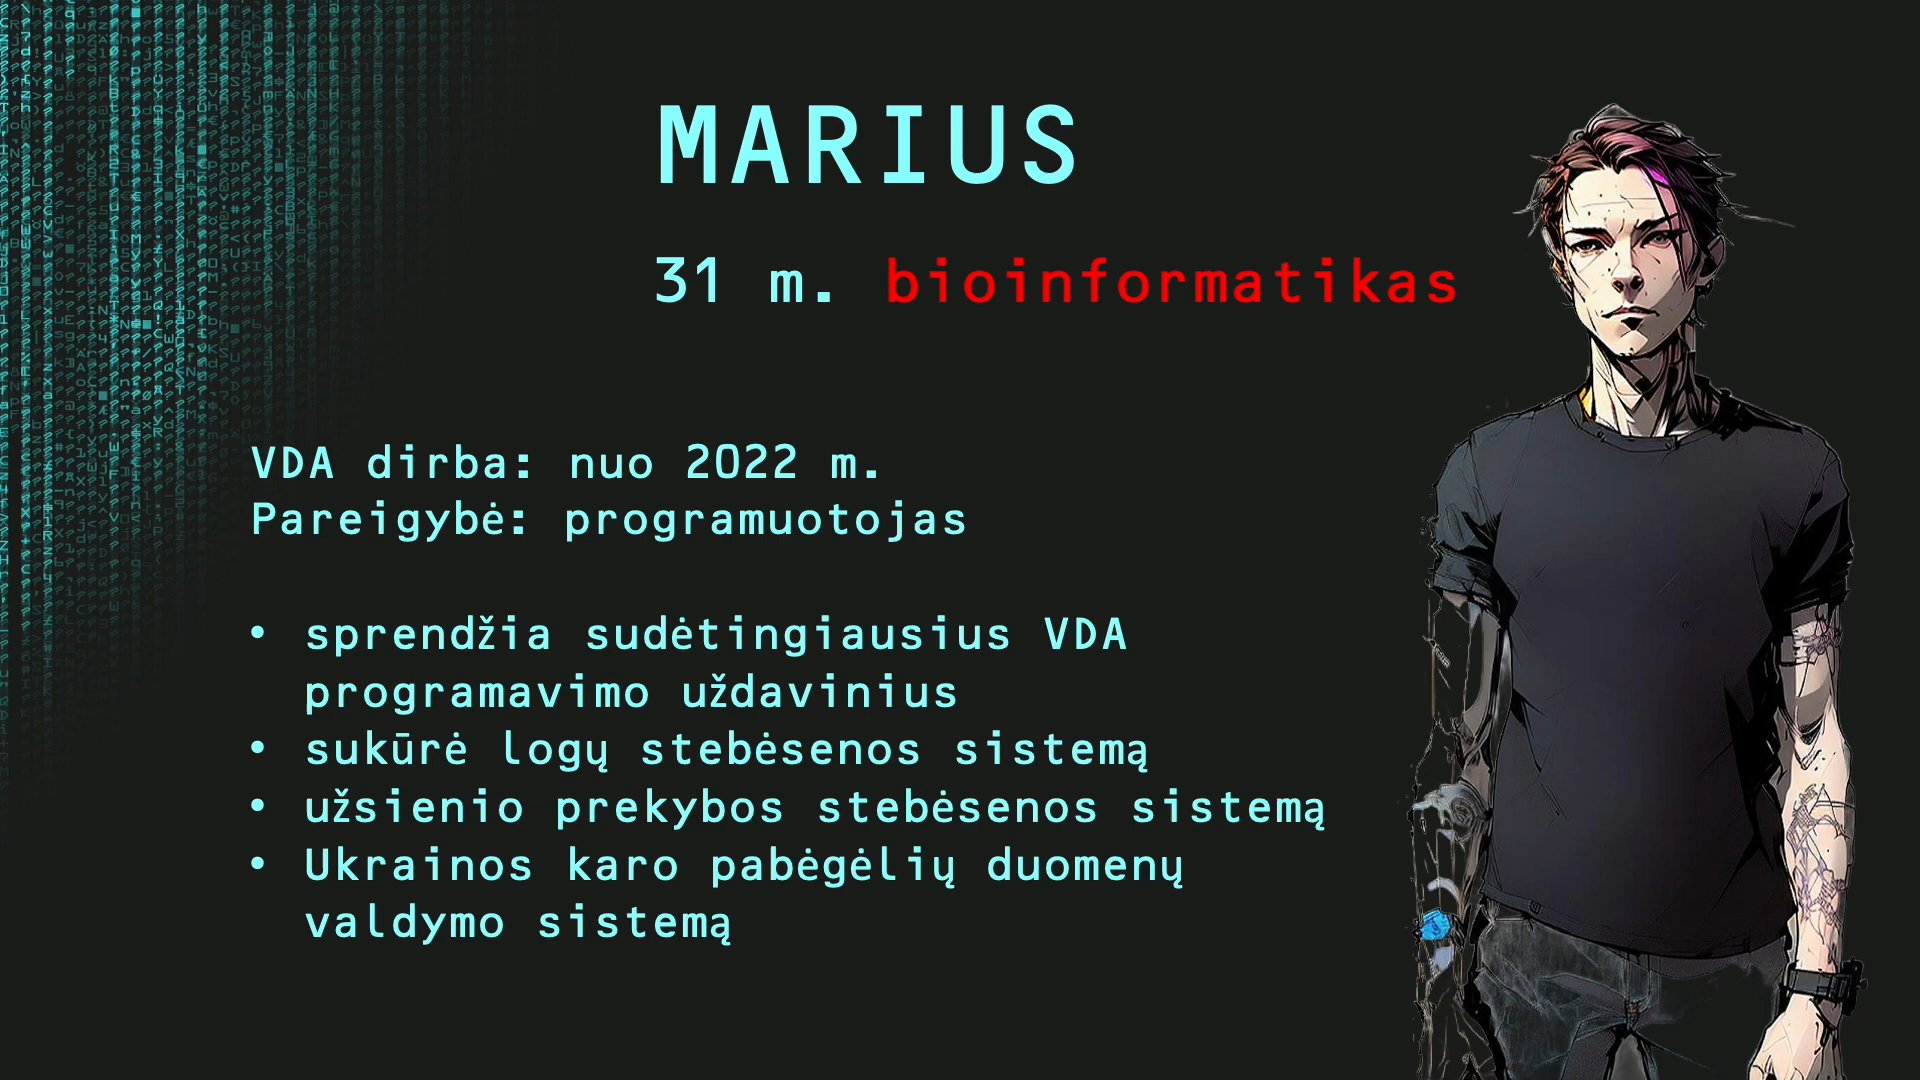 MARIUS
31 m. bioinformatikas
VDA dirba: nuo 2022 m.
Pareigybė: programuotojas
• sprendžia sudėtingiausius VDA
programavimo uždavinius
• sukūrė logų stebėsenos sistemą
• užsienio prekybos stebėsenos sistemą
• Ukrainos karo pabėgėlių duomenų
valdymo sistemą